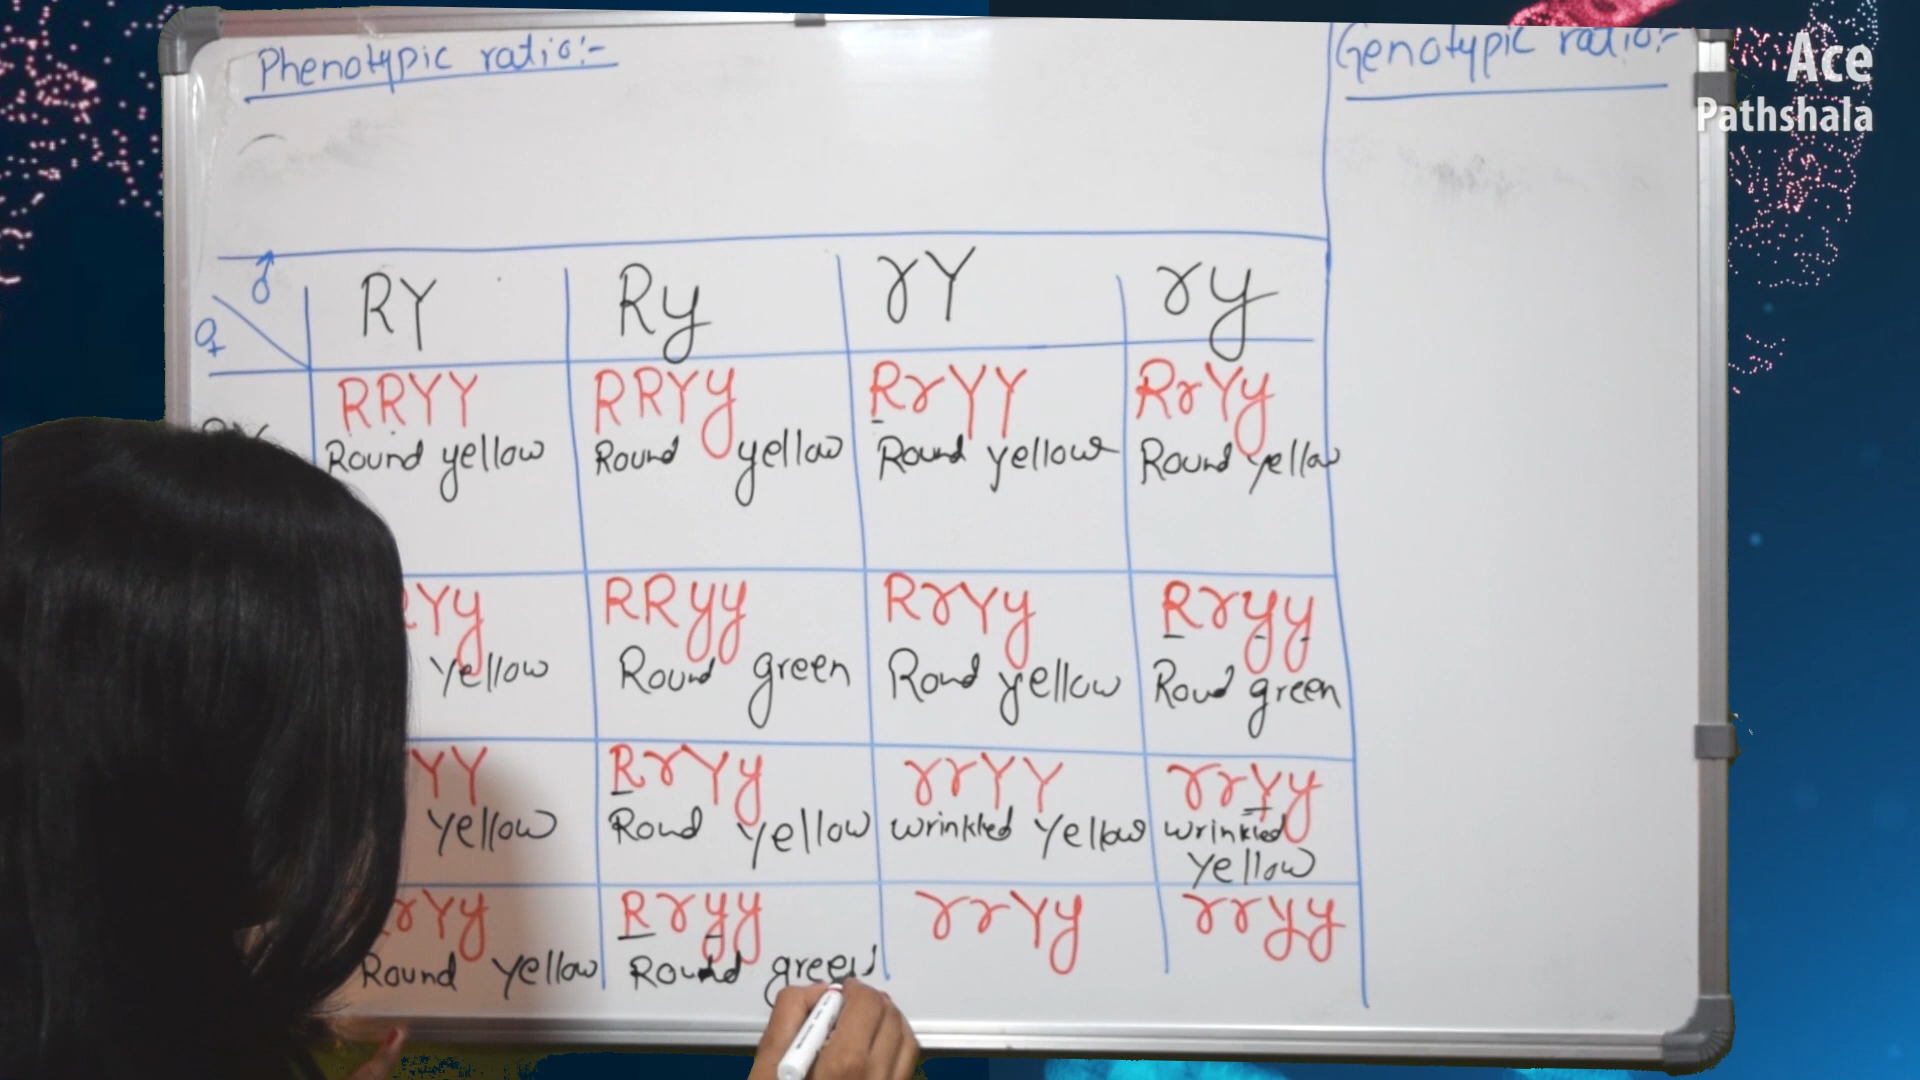 Phenotypic ratio:-
Genotypic ratio:-
Ace
Pathshala
♂
♀
RY
Ry
rY
ry
RRYY
RRYy
RrYY
RrYy
Round yellow
Round yellow
Round yellow
Round yellow
Yy
RRyy
RrYy
Rryy
yellow
Round green
Round yellow
Round green
YY
RrYy
rrYY
rrYy
yellow
Round yellow
wrinkled yellow
wrinkled
yellow
rYy
Rryy
rrYy
rryy
Round yellow
Round green